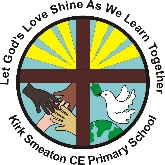 Let God's Love Shine As We Learn Together
Kirk Smeaton CE Primary School